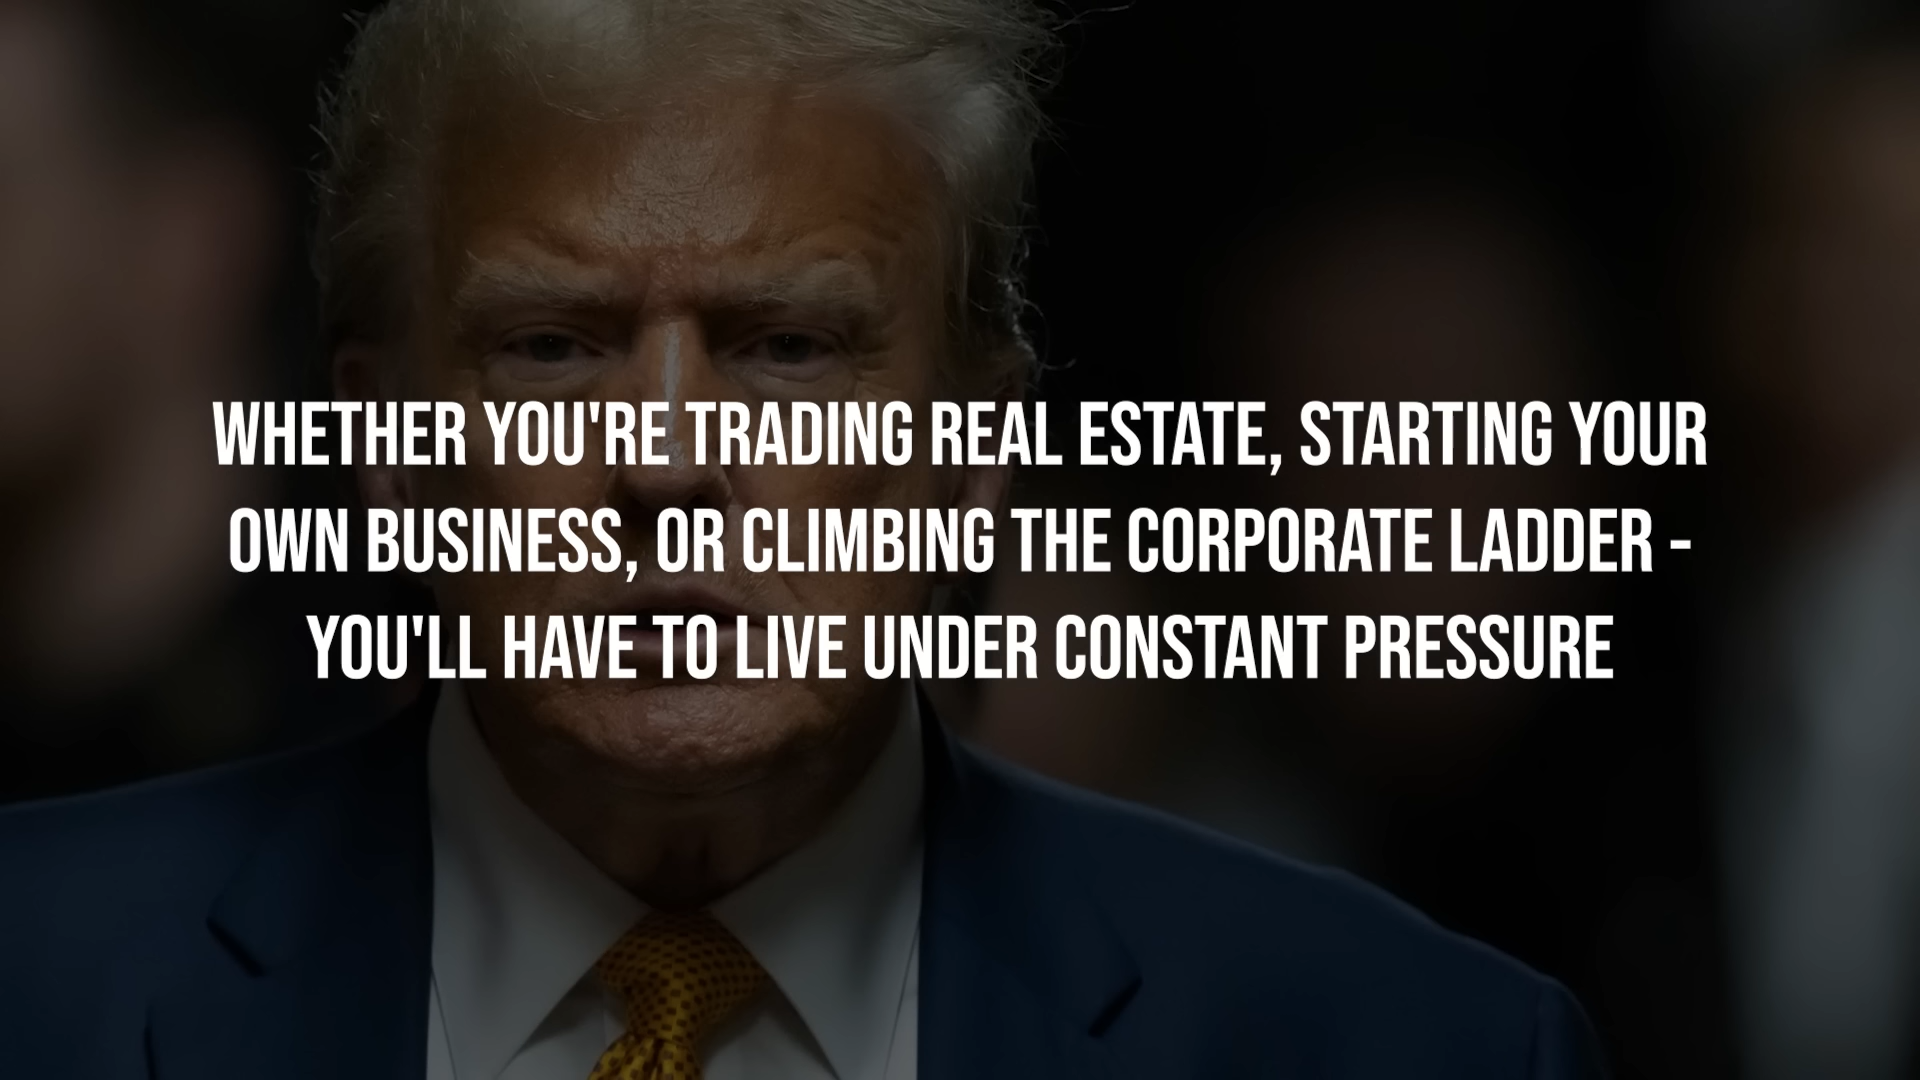 WHETHER YOU'RE TRADING REAL ESTATE, STARTING YOUR
OWN BUSINESS, OR CLIMBING THE CORPORATE LADDER -
YOU'LL HAVE TO LIVE UNDER CONSTANT PRESSURE